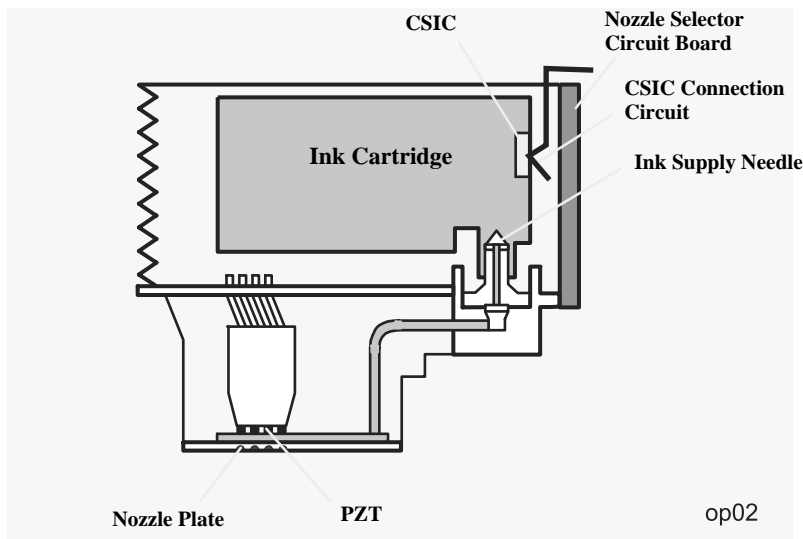 CSIC
Nozzle Selector
Circuit Board
CSIC Connection
Circuit
Ink Cartridge
Ink Supply Needle
Nozzle Plate
PZT
op02